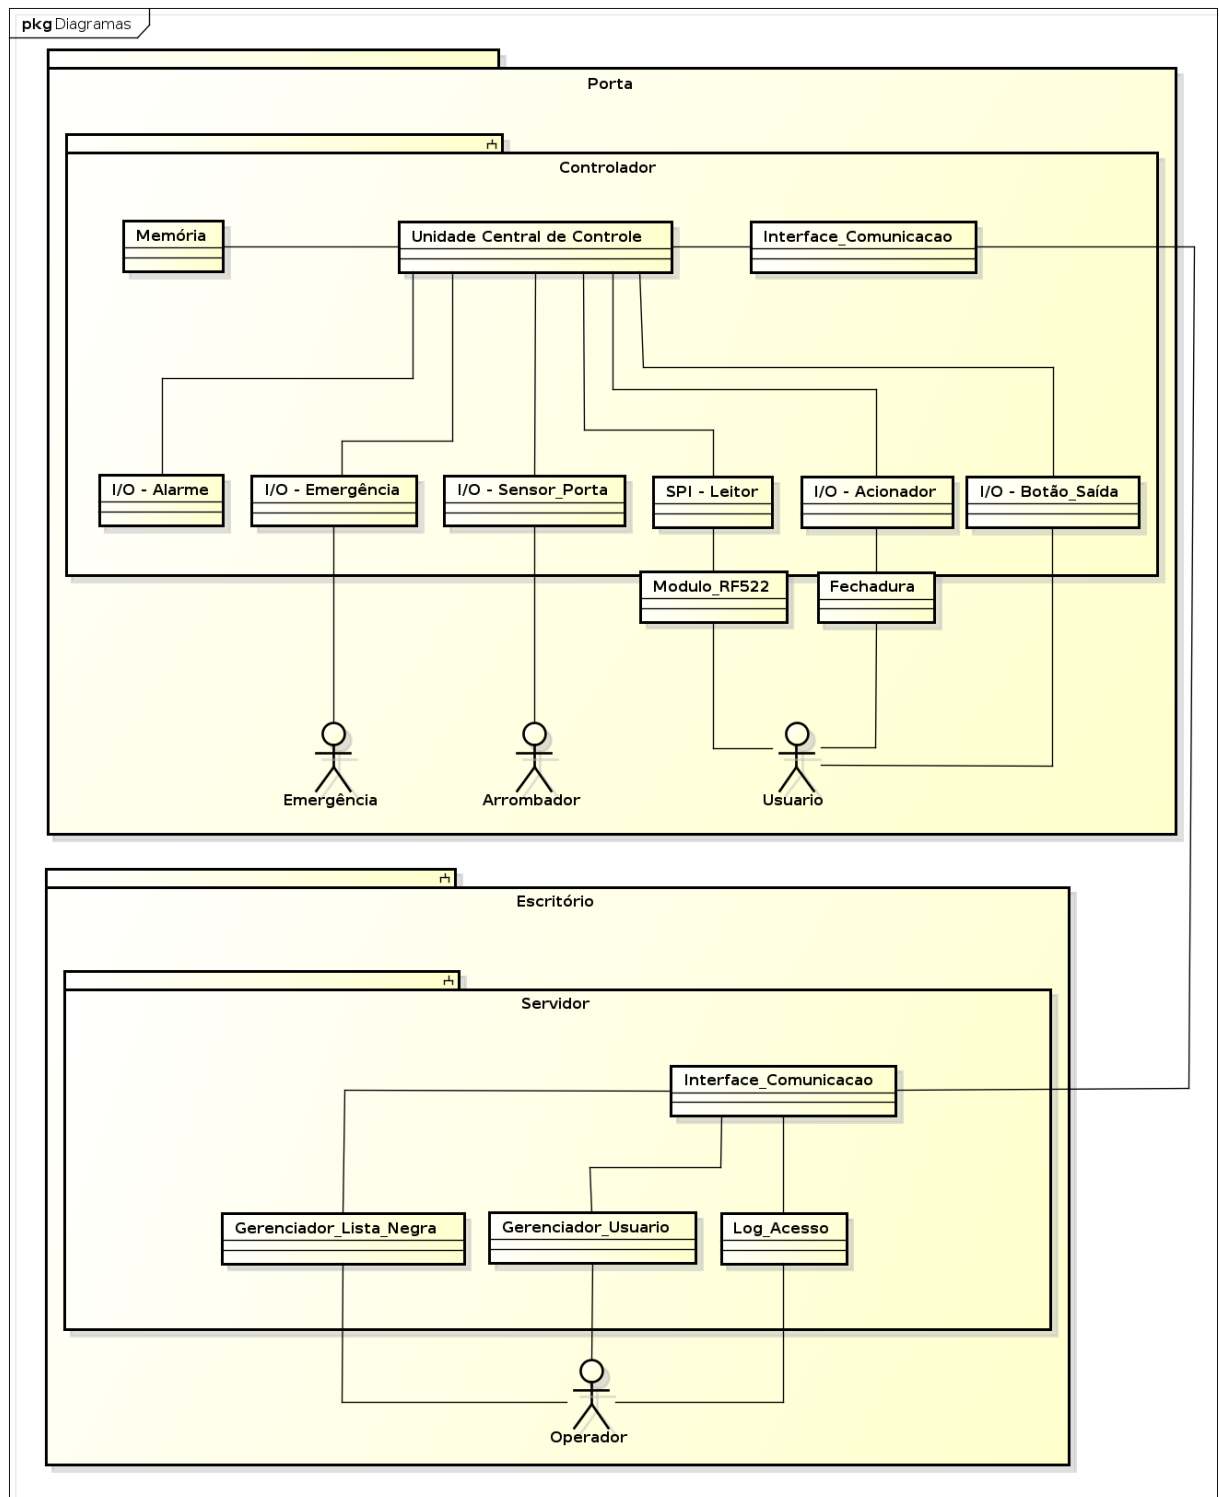 pkg Diagramas
Porta
Controlador
Memória
Unidade Central de Controle
Interface_Comunicacao
I/O - Alarme
I/O - Emergência
I/O - Sensor_Porta
SPI - Leitor
I/O - Acionador
I/O - Botão_Saída
Modulo_RF522
Fechadura
Emergência
Arrombador
Usuario
Escritório
Servidor
Interface_Comunicacao
Gerenciador_Lista_Negra
Gerenciador_Usuario
Log_Acesso
Operador